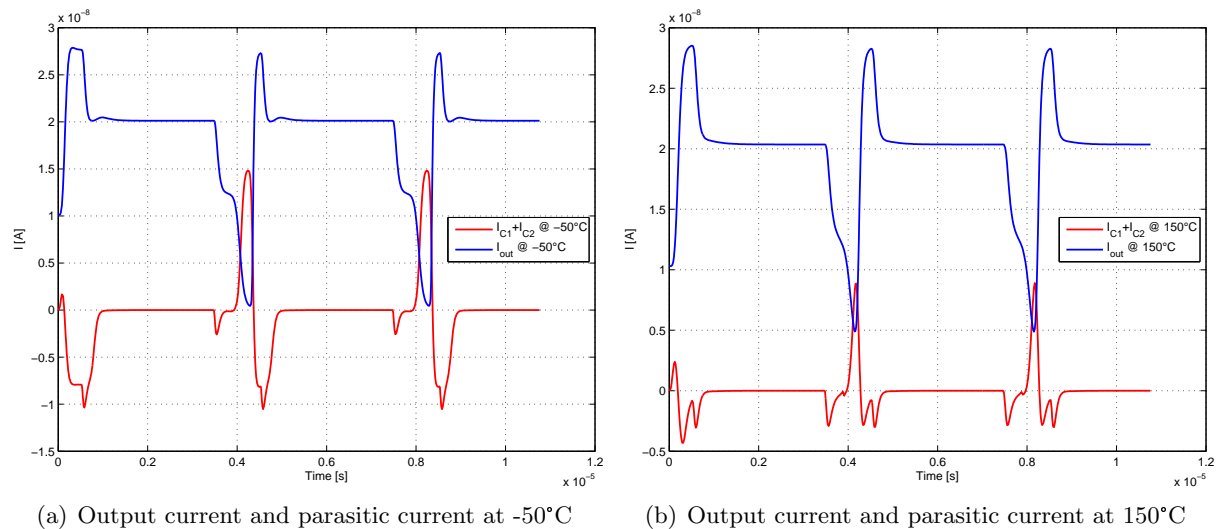 x 10⁻⁸
3
2.5
2
1.5
1
0.5
0
−0.5
−1
−1.5
I [A]
I_C1+I_C2 @ −50°C
I_out @ −50°C
0 0.2 0.4 0.6 0.8 1 1.2
Time [s]
x 10⁻⁵
(a) Output current and parasitic current at -50°C
x 10⁻⁸
3
2.5
2
1.5
1
0.5
0
−0.5
I [A]
I_C1+I_C2 @ 150°C
I_out @ 150°C
0 0.2 0.4 0.6 0.8 1 1.2
Time [s]
x 10⁻⁵
(b) Output current and parasitic current at 150°C